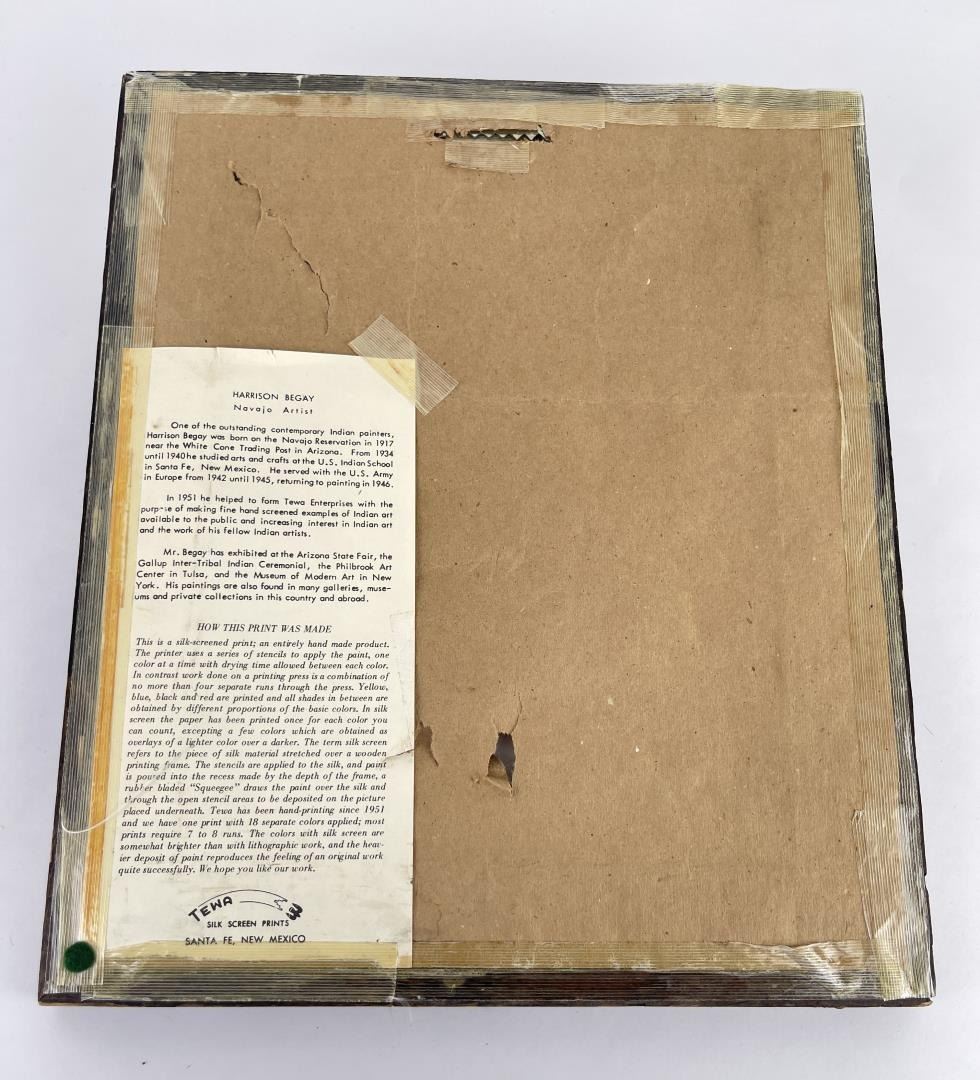 HARRISON BEGAY
Navajo Artist
One of the outstanding contemporary Indian painters,
Harrison Begay was born on the Navajo Reservation in 1917
near the White Cone Trading Post in Arizona. From 1934
until 1940 he studied arts and crafts at the U.S. Indian School
in Santa Fe, New Mexico. He served with the U.S. Army
in Europe from 1942 until 1945, returning to painting in 1946.
In 1951 he helped to form Tewa Enterprises with the
purpose of making fine hand screened examples of Indian art
available to the public and increasing interest in Indian art
and the work of his fellow Indian artists.
Mr. Begay has exhibited at the Arizona State Fair, the
Gallup Inter-Tribal Indian Ceremonial, the Philbrook Art
Center in Tulsa, and the Museum of Modern Art in New
York. His paintings are also found in many galleries, muse-
ums and private collections in this country and abroad.
HOW THIS PRINT WAS MADE
This is a silk-screened print; an entirely hand made product.
The printer uses a series of stencils to apply the paint, one
color at a time with drying time allowed between each color.
In contrast work done on a printing press is a combination of
no more than four separate runs through the press. Yellow,
blue, black and red are printed and all shades in between are
obtained by different proportions of the basic colors. In silk
screen the paper has been printed once for each color you
can count, excepting a few colors which are obtained as
overlays of a lighter color over a darker. The term silk screen
refers to the piece of silk material stretched over a wooden
printing frame. The stencils are applied to the silk, and paint
is poured into the recess made by the depth of the frame, a
rubber bladed "Squeegee" draws the paint over the silk and
through the open stencil areas to be deposited on the picture
placed underneath. Tewa has been hand-printing since 1951
and we have one print with 18 separate colors applied; most
prints require 7 to 8 runs. The colors with silk screen are
somewhat brighter than with lithographic work, and the heav-
ier deposit of paint reproduces the feeling of an original work
quite successfully. We hope you like our work.
TEWA
SILK SCREEN PRINTS
SANTA FE, NEW MEXICO